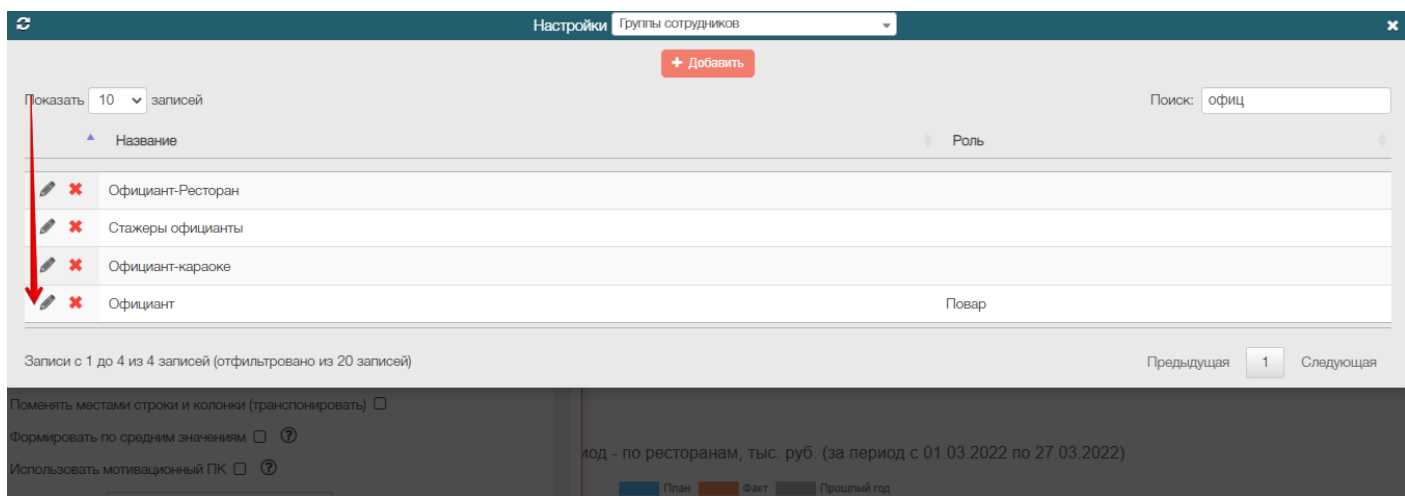 Настройки Группы сотрудников
+ Добавить
Показать 10 записей
Поиск: офиц
Название Роль
Официант-Ресторан
Стажеры официанты
Официант-караоке
Официант Повар
Записи с 1 до 4 из 4 записей (отфильтровано из 20 записей)
Предыдущая 1 Следующая
Поменять местами строки и колонки (транспонировать)
Формировать по средним значениям
Использовать мотивационный ПК
иод - по ресторанам, тыс. руб. (за период с 01.03.2022 по 27.03.2022)
План Факт Прошлый год